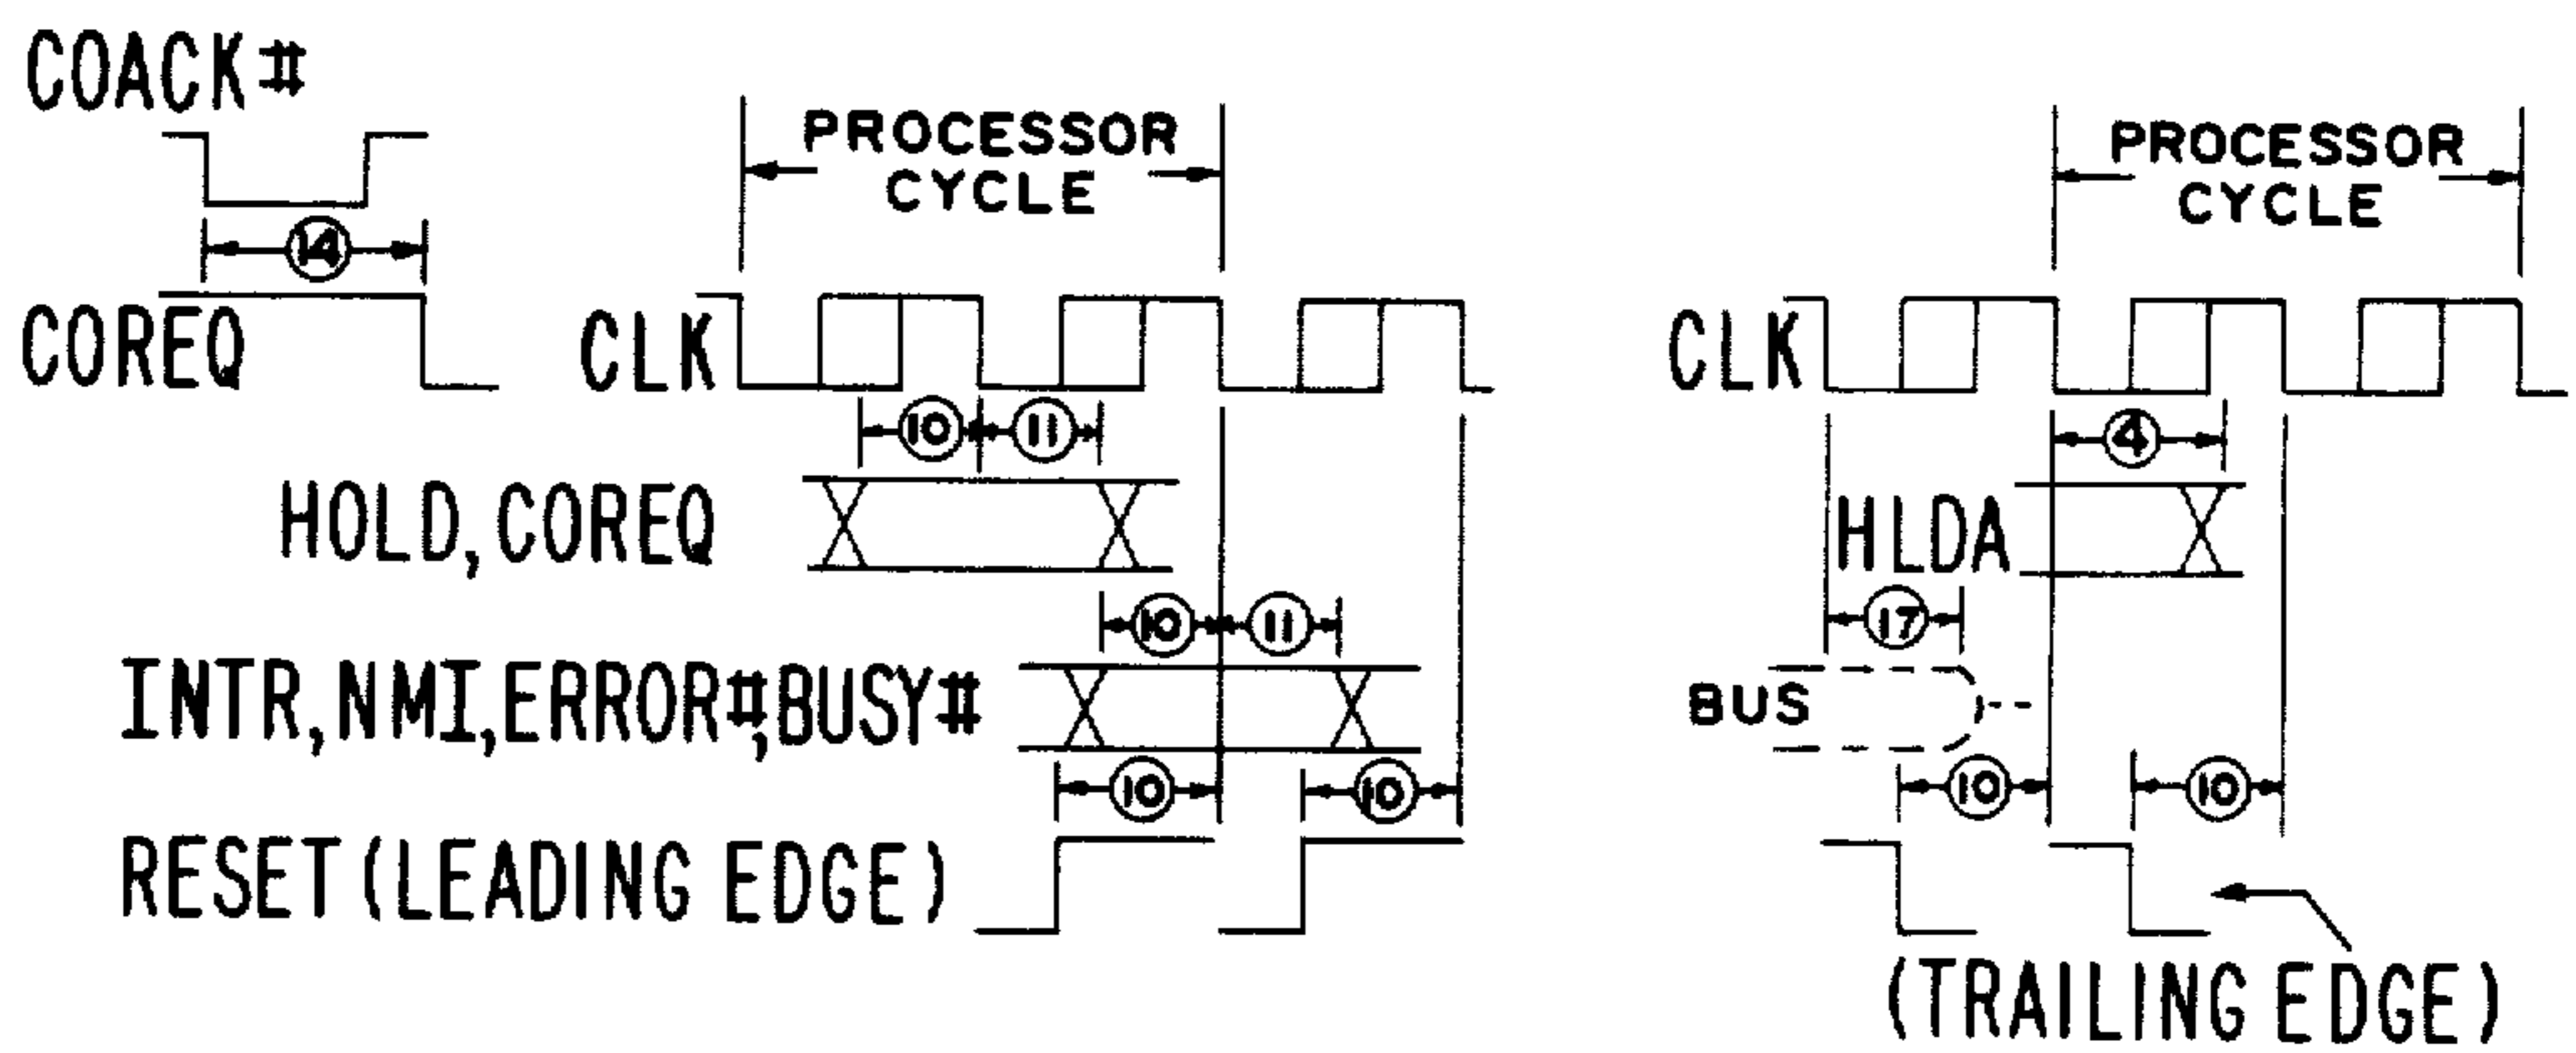 COACK#
PROCESSOR
CYCLE
PROCESSOR
CYCLE
14
COREQ
CLK
CLK
10
11
4
HOLD, COREQ
HLDA
10
11
17
INTR, NMI, ERROR#, BUSY#
BUS
10
10
10
10
RESET (LEADING EDGE)
(TRAILING EDGE)